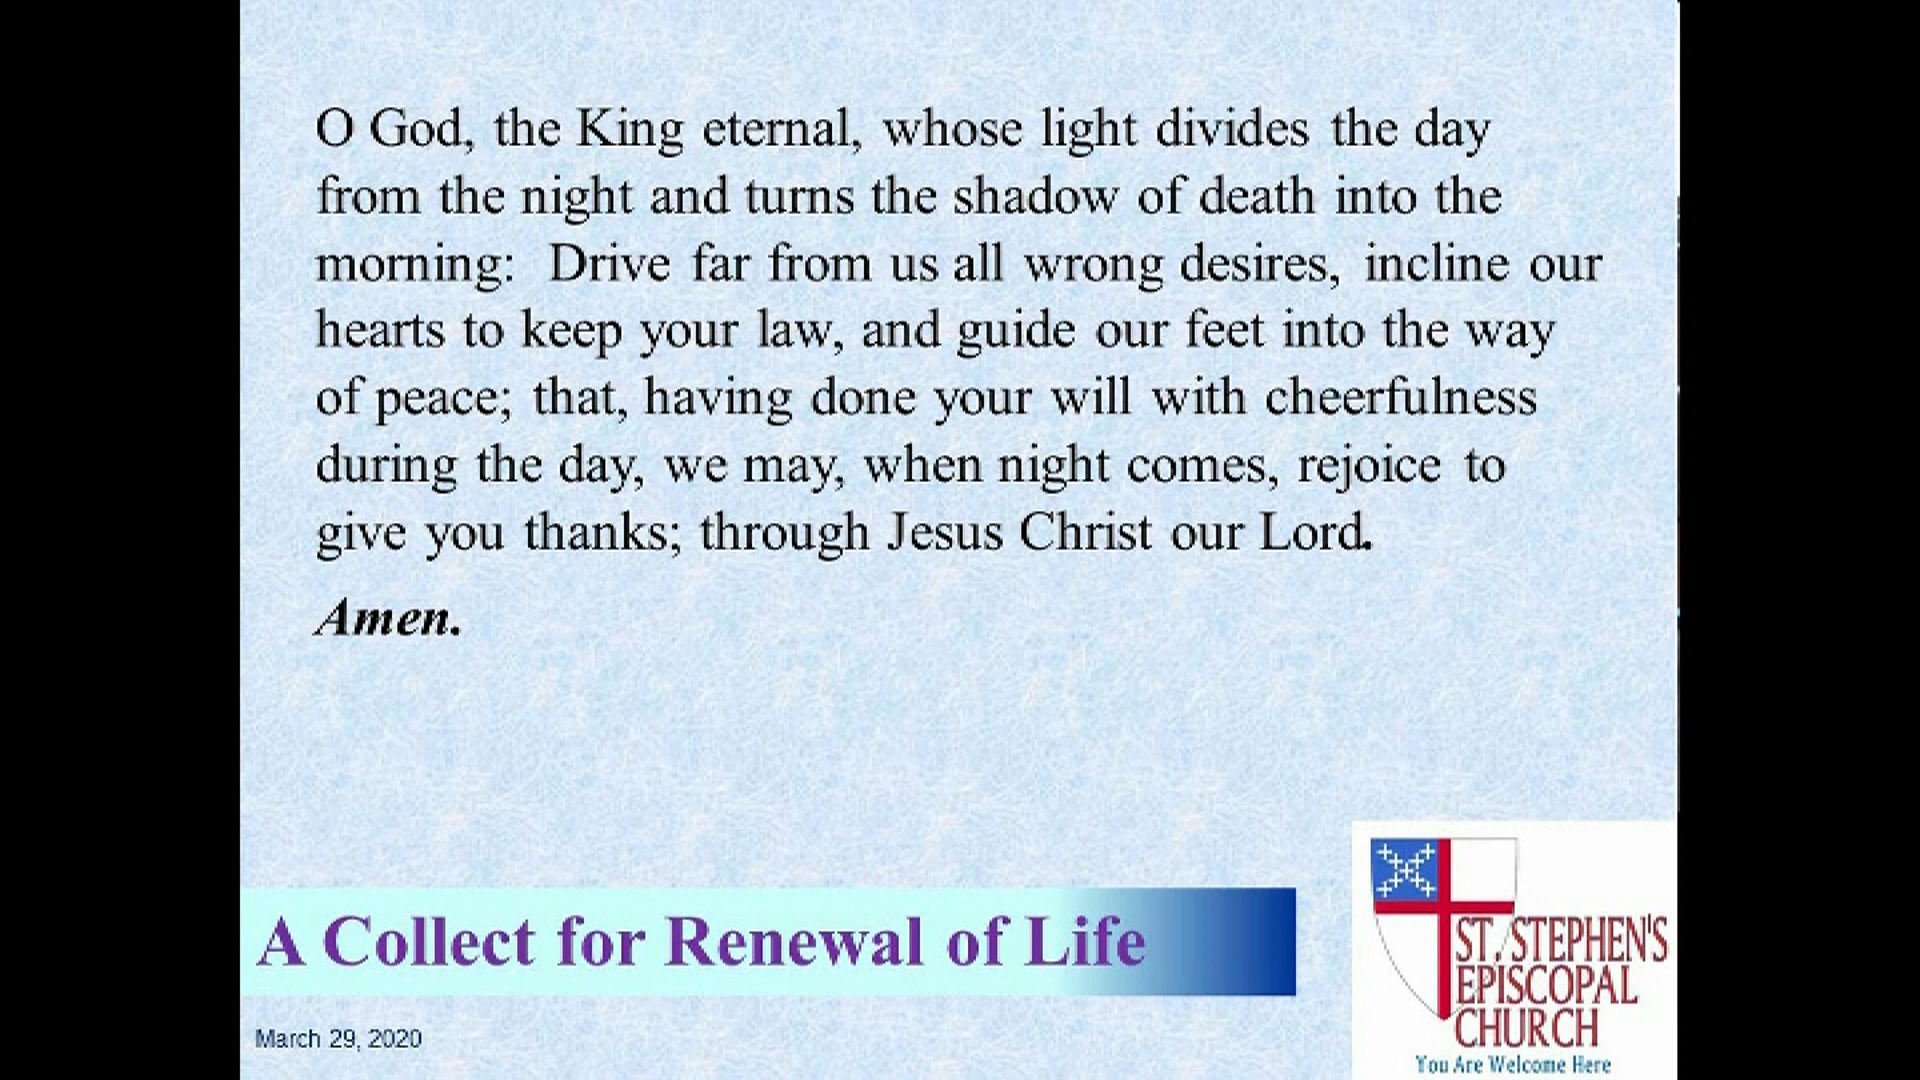 O God, the King eternal, whose light divides the day
from the night and turns the shadow of death into the
morning: Drive far from us all wrong desires, incline our
hearts to keep your law, and guide our feet into the way
of peace; that, having done your will with cheerfulness
during the day, we may, when night comes, rejoice to
give you thanks; through Jesus Christ our Lord.
Amen.
A Collect for Renewal of Life
March 29, 2020
ST. STEPHEN'S
EPISCOPAL
CHURCH
You Are Welcome Here